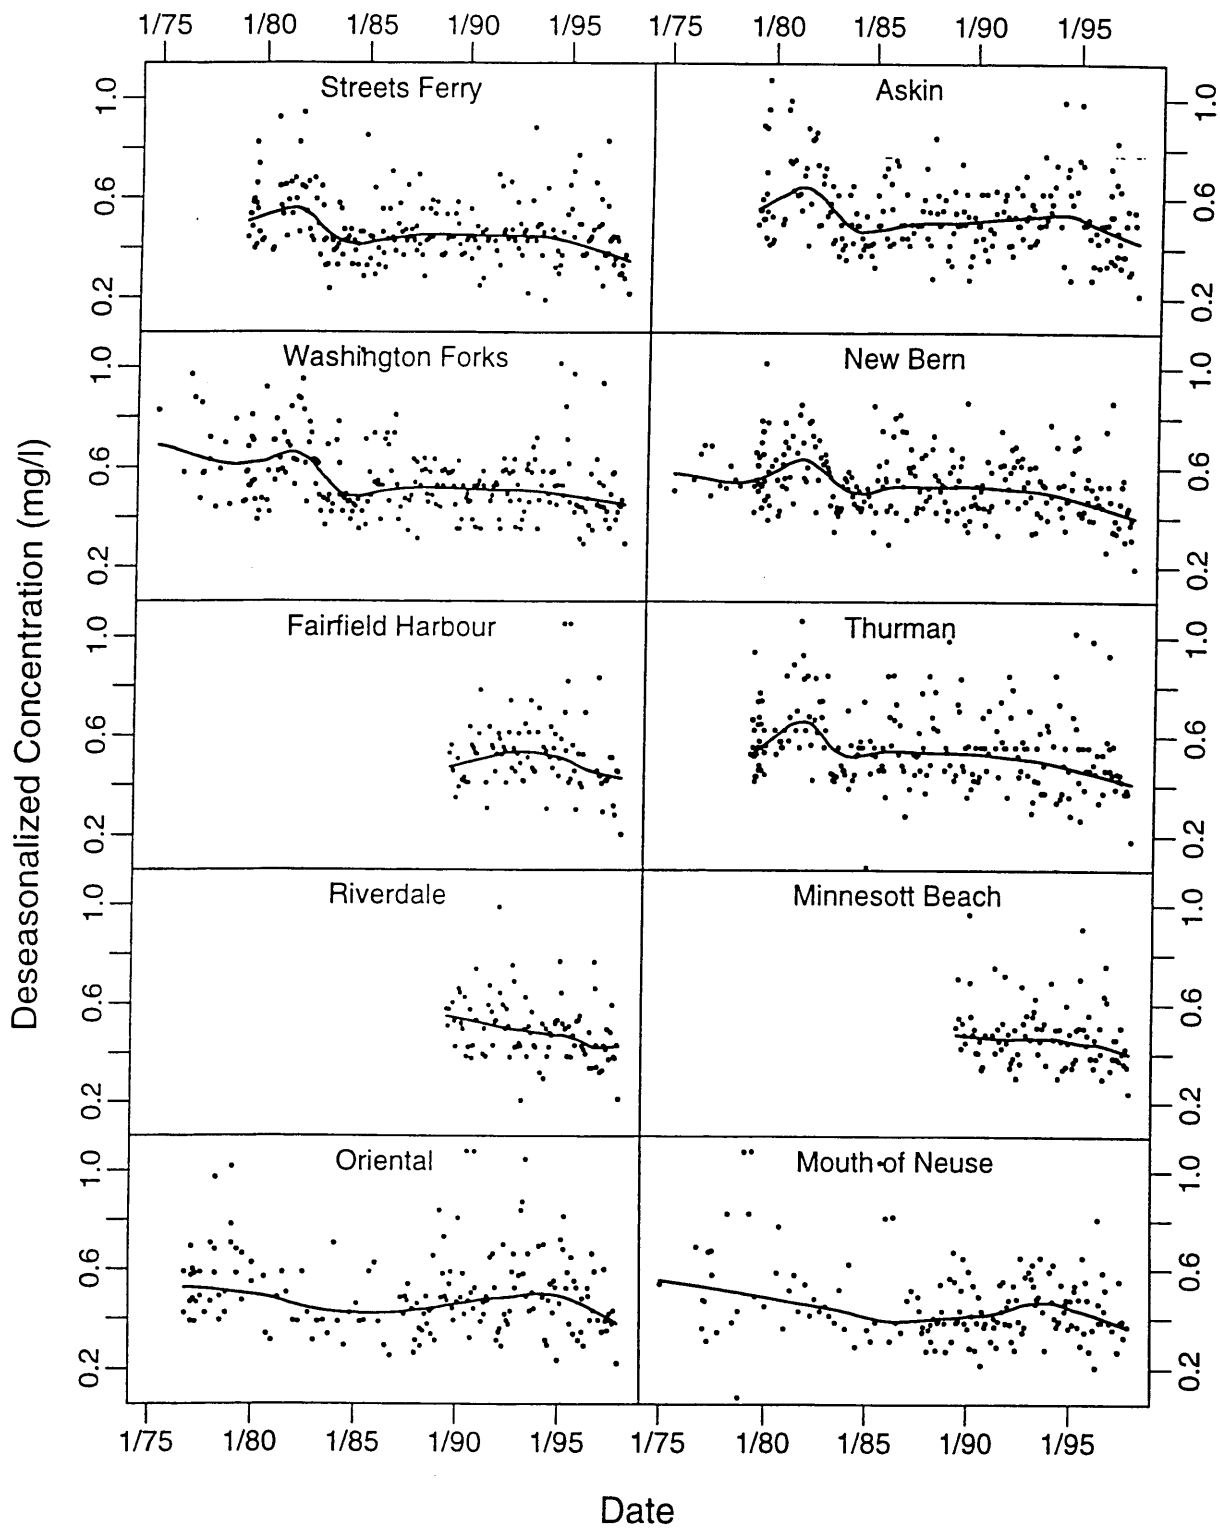 1/75 1/80 1/85 1/90 1/95 1/75 1/80 1/85 1/90 1/95
Streets Ferry Askin
1.0 0.6 0.2 1.0 0.6 0.2
Washington Forks New Bern
1.0 0.6 0.2 1.0 0.6 0.2
Fairfield Harbour Thurman
1.0 0.6 0.2 1.0 0.6 0.2
Riverdale Minnesott Beach
1.0 0.6 0.2 1.0 0.6 0.2
Oriental Mouth of Neuse
1.0 0.6 0.2 1.0 0.6 0.2
1/75 1/80 1/85 1/90 1/95 1/75 1/80 1/85 1/90 1/95
Deseasonalized Concentration (mg/l)
Date